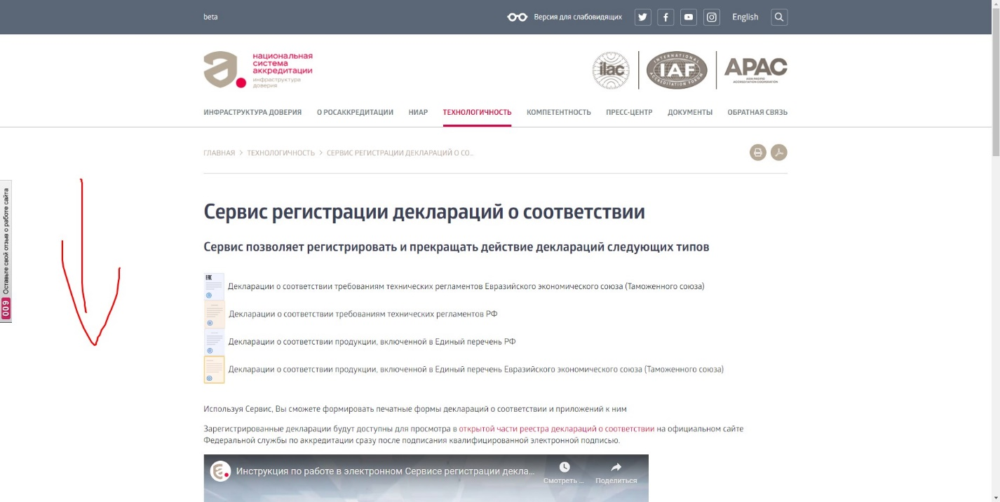 beta
Версия для слабовидящих
English
национальная
система
аккредитации
инфраструктура
доверия
ilac
INTERNATIONAL
IAF
ACCREDITATION FORUM
APAC
ASIA PACIFIC
ACCREDITATION COOPERATION
ИНФРАСТРУКТУРА ДОВЕРИЯ О РОСАККРЕДИТАЦИИ НИАР ТЕХНОЛОГИЧНОСТЬ КОМПЕТЕНТНОСТЬ ПРЕСС-ЦЕНТР ДОКУМЕНТЫ ОБРАТНАЯ СВЯЗЬ
ГЛАВНАЯ > ТЕХНОЛОГИЧНОСТЬ > СЕРВИС РЕГИСТРАЦИИ ДЕКЛАРАЦИЙ О СО...
Оставьте свой отзыв о работе сайта
009
Сервис регистрации деклараций о соответствии
Сервис позволяет регистрировать и прекращать действие деклараций следующих типов
EAC
Декларации о соответствии требованиям технических регламентов Евразийского экономического союза (Таможенного союза)
Декларации о соответствии требованиям технических регламентов РФ
Декларации о соответствии продукции, включенной в Единый перечень РФ
Декларации о соответствии продукции, включенной в Единый перечень Евразийского экономического союза (Таможенного союза)
Используя Сервис, Вы сможете формировать печатные формы деклараций о соответствии и приложений к ним
Зарегистрированные декларации будут доступны для просмотра в открытой части реестра деклараций о соответствии на официальном сайте
Федеральной службы по аккредитации сразу после подписания квалифицированной электронной подписью.
Инструкция по работе в электронном Сервисе регистрации декла...
Смотреть ...
Поделиться